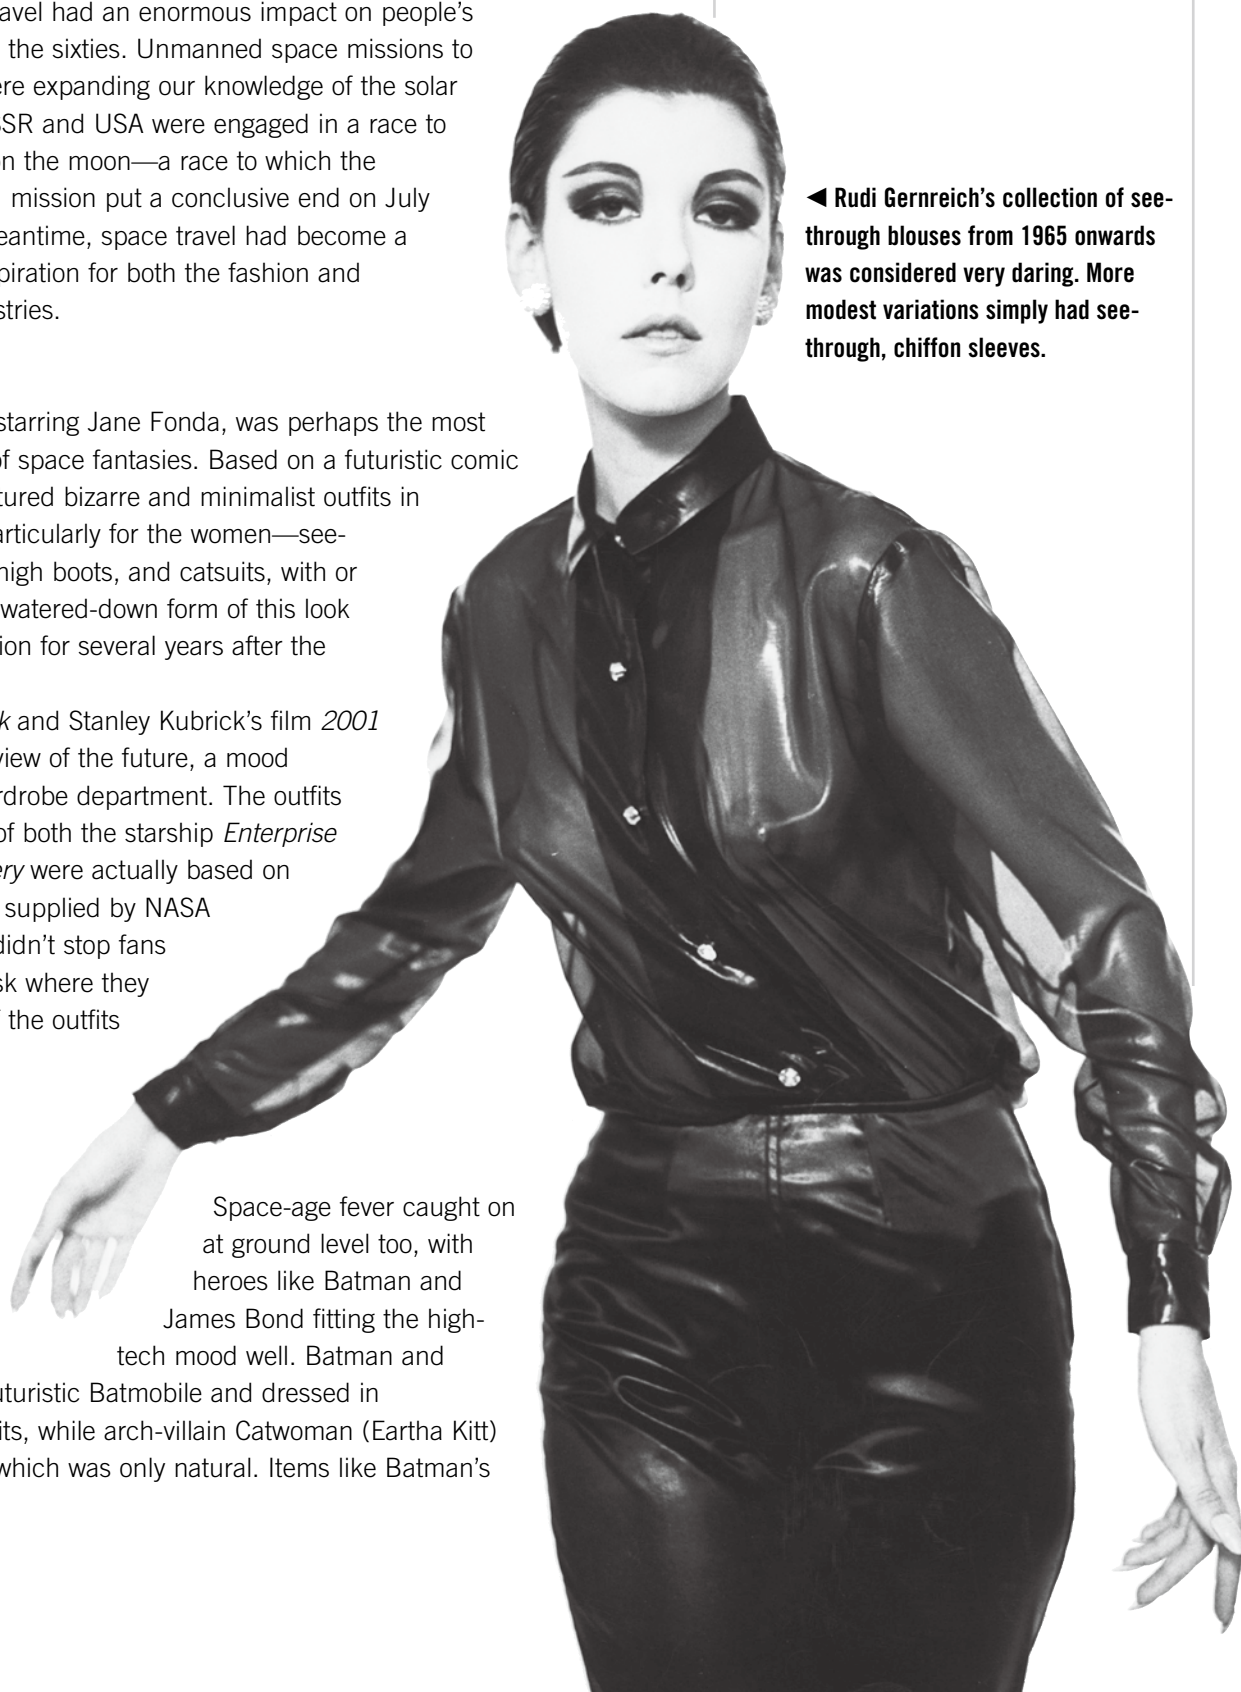 avel had an enormous impact on people's
the sixties. Unmanned space missions to
ere expanding our knowledge of the solar
SSR and USA were engaged in a race to
on the moon—a race to which the
mission put a conclusive end on July
eantime, space travel had become a
piration for both the fashion and
stries.
◀ Rudi Gernreich's collection of see-
through blouses from 1965 onwards
was considered very daring. More
modest variations simply had see-
through, chiffon sleeves.
starring Jane Fonda, was perhaps the most
of space fantasies. Based on a futuristic comic
tured bizarre and minimalist outfits in
articularly for the women—see-
high boots, and catsuits, with or
watered-down form of this look
ion for several years after the
k and Stanley Kubrick's film 2001
view of the future, a mood
rdrobe department. The outfits
of both the starship Enterprise
ery were actually based on
supplied by NASA
didn't stop fans
sk where they
the outfits
Space-age fever caught on
at ground level too, with
heroes like Batman and
James Bond fitting the high-
tech mood well. Batman and
uturistic Batmobile and dressed in
its, while arch-villain Catwoman (Eartha Kitt)
which was only natural. Items like Batman's